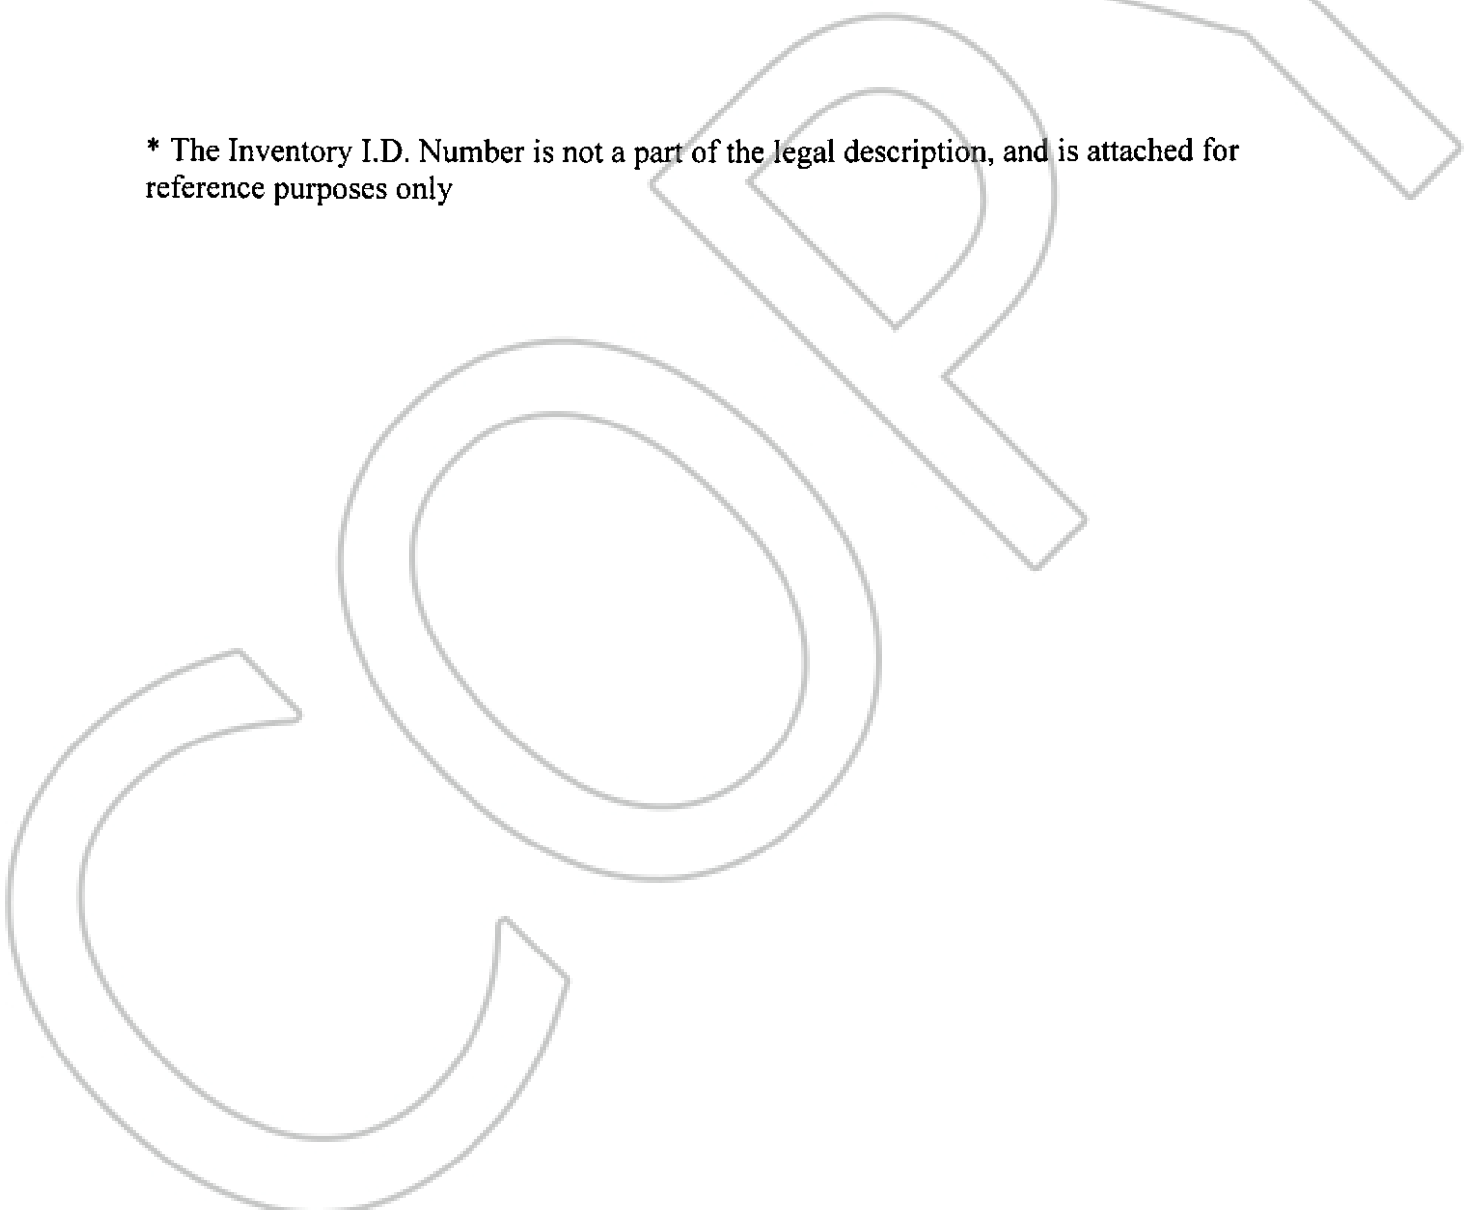 * The Inventory I.D. Number is not a part of the legal description, and is attached for
reference purposes only
COPY